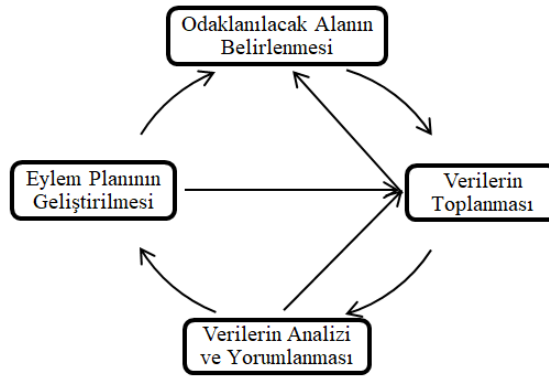 Odaklanılacak Alanın
Belirlenmesi
Eylem Planının
Geliştirilmesi
Verilerin
Toplanması
Verilerin Analizi
ve Yorumlanması